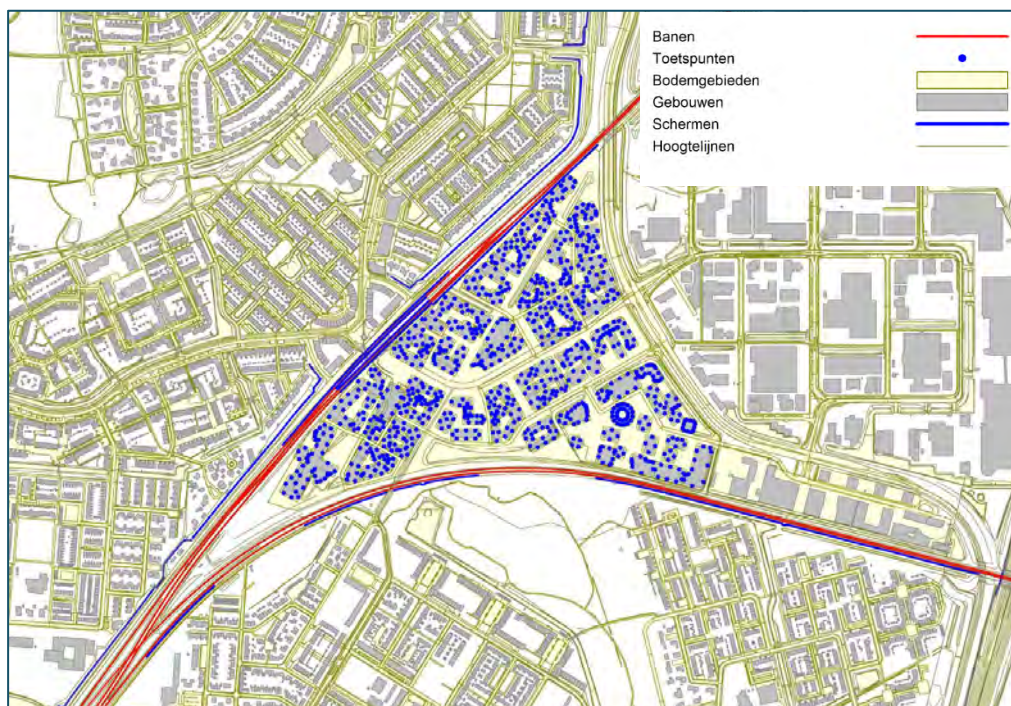 Banen
Toetspunten
Bodemgebieden
Gebouwen
Schermen
Hoogtelijnen